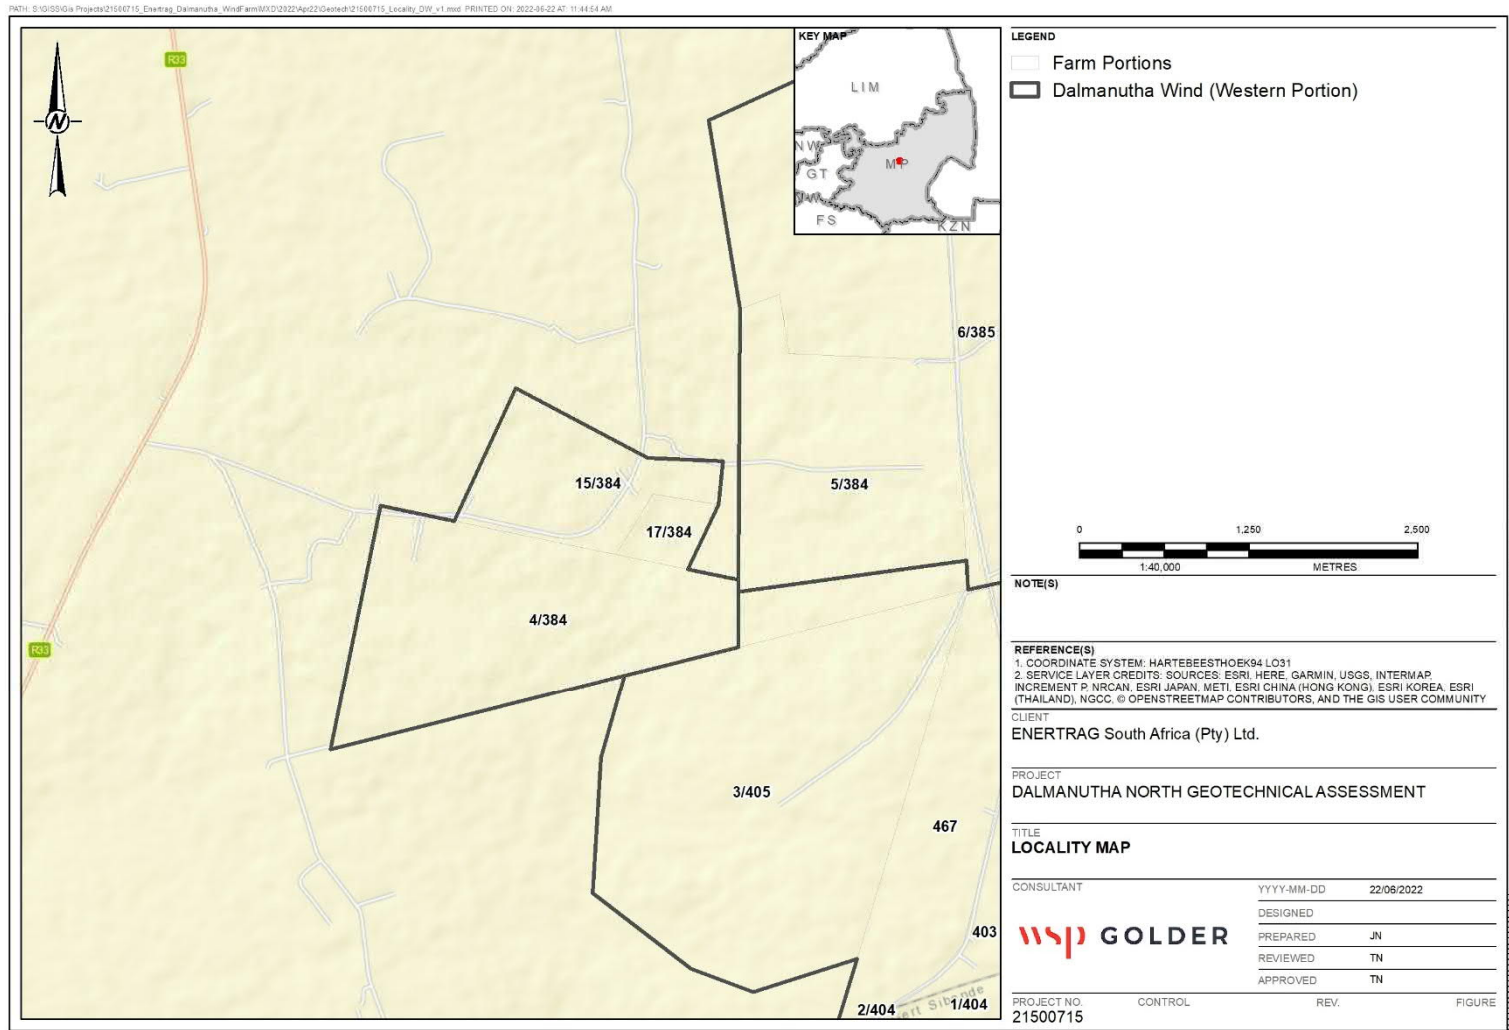 PATH: S:\GISS\Gis Projects\21500715_Enertrag_Dalmanutha_WindFarm\MXD\2022\Apr22\Geotech\21500715_Locality_DW_v1.mxd PRINTED ON: 2022-06-22 AT: 11:44:54 AM
R33
N
KEY MAP
LIM
NW
MP
GT
FS
KZN
6/385
15/384
5/384
17/384
4/384
R33
3/405
467
403
2/404
1/404
ert Sibande
LEGEND
Farm Portions
Dalmanutha Wind (Western Portion)
0 1,250 2,500
1:40,000 METRES
NOTE(S)
REFERENCE(S)
1. COORDINATE SYSTEM: HARTEBEESTHOEK94 LO31
2. SERVICE LAYER CREDITS: SOURCES: ESRI, HERE, GARMIN, USGS, INTERMAP,
INCREMENT P, NRCAN, ESRI JAPAN, METI, ESRI CHINA (HONG KONG), ESRI KOREA, ESRI
(THAILAND), NGCC, © OPENSTREETMAP CONTRIBUTORS, AND THE GIS USER COMMUNITY
CLIENT
ENERTRAG South Africa (Pty) Ltd.
PROJECT
DALMANUTHA NORTH GEOTECHNICAL ASSESSMENT
TITLE
LOCALITY MAP
CONSULTANT
wsp GOLDER
YYYY-MM-DD 22/06/2022
DESIGNED
PREPARED JN
REVIEWED TN
APPROVED TN
PROJECT NO. CONTROL REV. FIGURE
21500715